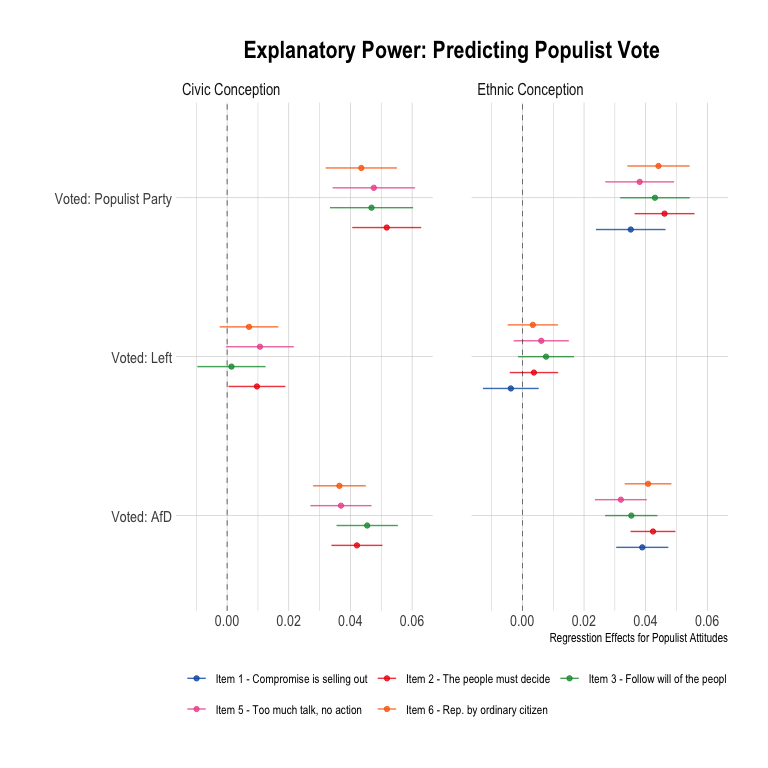 Explanatory Power: Predicting Populist Vote
Civic Conception
Ethnic Conception
Voted: Populist Party
Voted: Left
Voted: AfD
0.00 0.02 0.04 0.06
0.00 0.02 0.04 0.06
Regresstion Effects for Populist Attitudes
Item 1 - Compromise is selling out
Item 2 - The people must decide
Item 3 - Follow will of the peopl
Item 5 - Too much talk, no action
Item 6 - Rep. by ordinary citizen